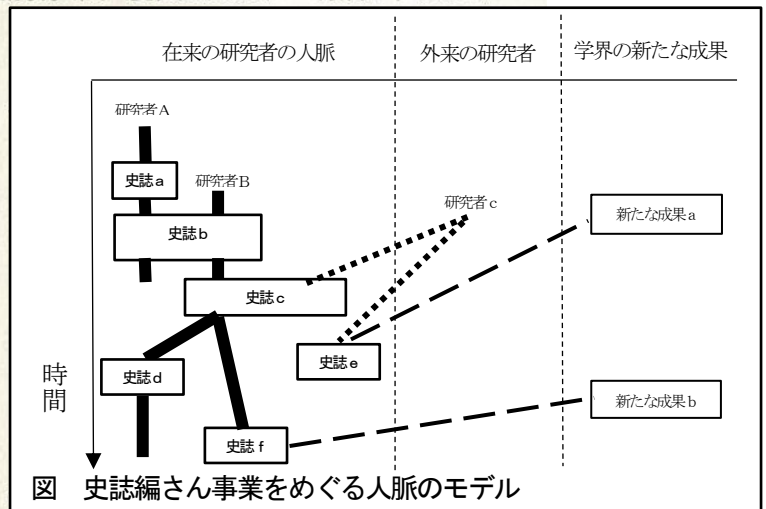 在来の研究者の人脈
外来の研究者
学界の新たな成果
研究者A
史誌a
研究者B
史誌b
研究者c
新たな成果a
史誌c
史誌e
時間
史誌d
新たな成果b
史誌f
図 史誌編さん事業をめぐる人脈のモデル